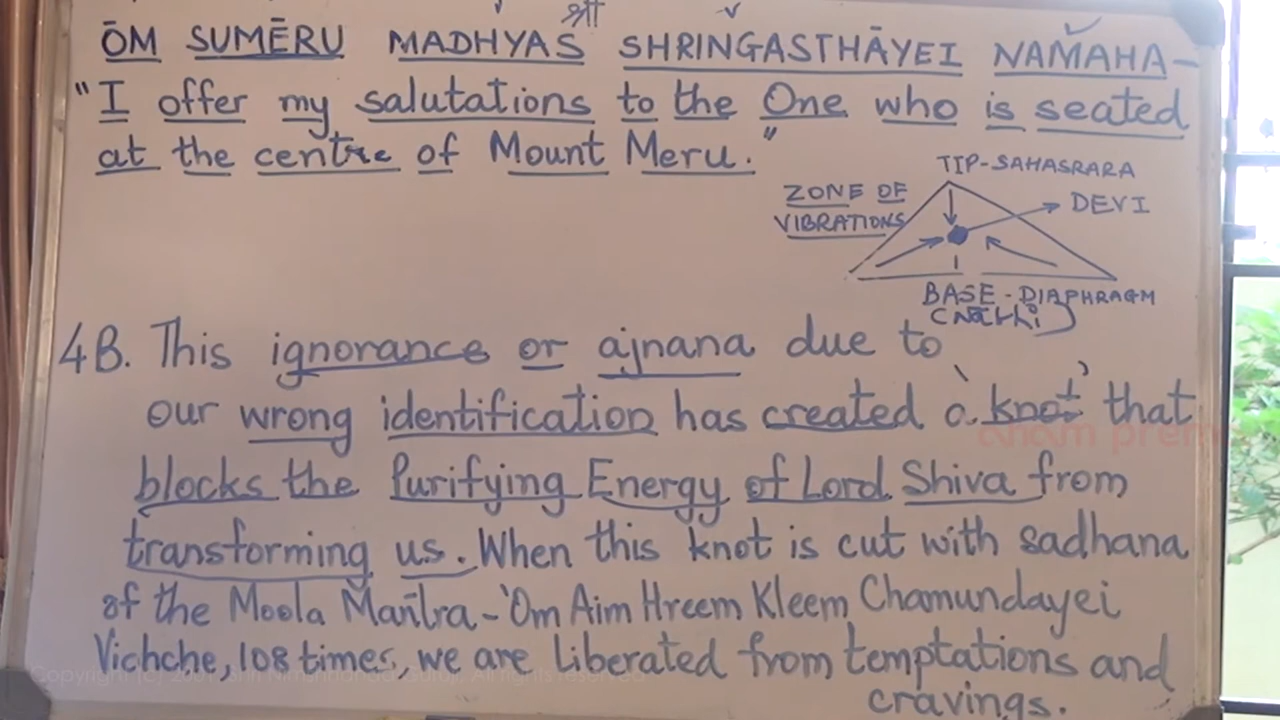 श्री
ŌM SUMĒRU MADHYAS SHRINGASTHĀYEI NAMAHA-
"I offer my salutations to the One who is seated
at the centre of Mount Meru."
TIP-SAHASRARA
ZONE OF
VIBRATIONS
DEVI
BASE - DIAPHRAGM
4B. This ignorance or ajnana due to
our wrong identification has created a 'knot' that
blocks the Purifying Energy of Lord Shiva from
transforming us. When this knot is cut with sadhana
of the Moola Mantra-'Om Aim Hreem Kleem Chamundayei
Vichche, 108 times, we are liberated from temptations and
cravings.